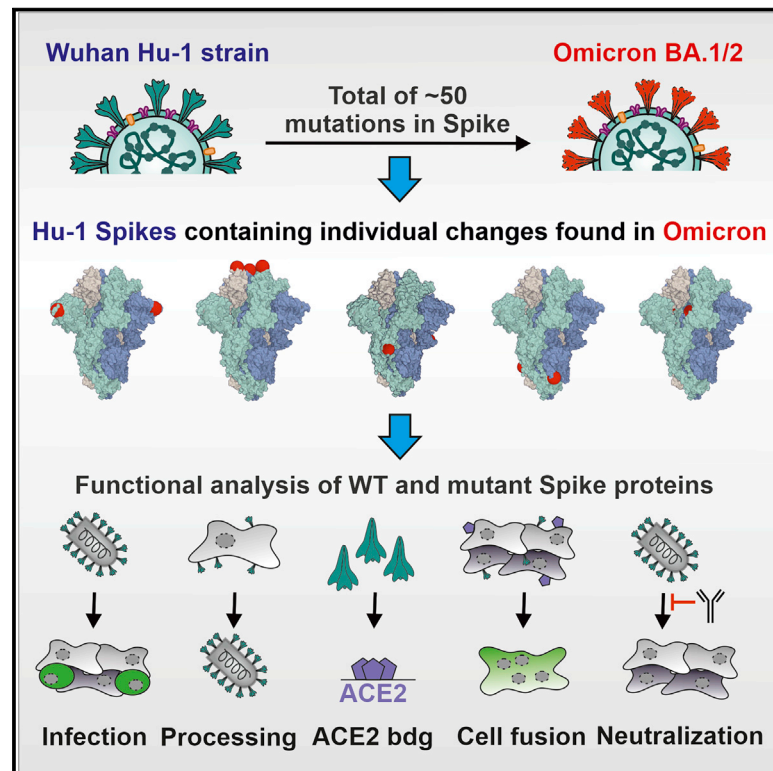 Wuhan Hu-1 strain
Omicron BA.1/2
Total of ~50
mutations in Spike
Hu-1 Spikes containing individual changes found in Omicron
Functional analysis of WT and mutant Spike proteins
ACE2
Infection Processing ACE2 bdg Cell fusion Neutralization